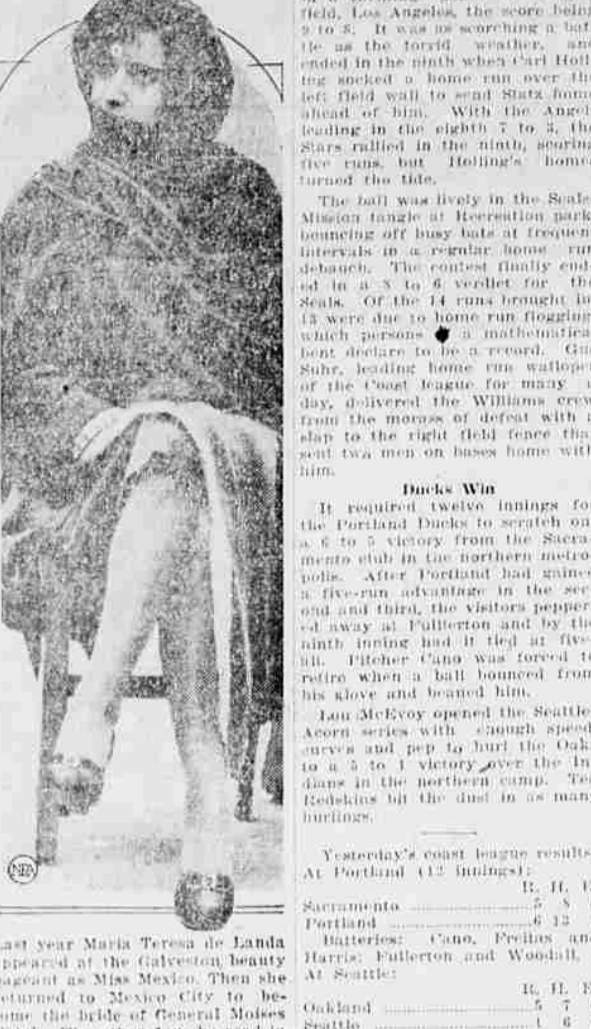 field, Los Angeles, the score being
9 to 8. It was as scorching a bat-
tle as the torrid weather, and
ended in the ninth when Carl Holl-
ing socked a home run over the
left field wall to send Statz home
ahead of him. With the Angels
leading in the eighth 7 to 3, the
Stars rallied in the ninth, scoring
five runs, but Holling's homer
turned the tide.
The ball was lively in the Seals-
Mission tangle at Recreation park,
bouncing off busy bats at frequent
intervals in a regular home run
debauch. The contest finally end-
ed in a 8 to 6 verdict for the
Seals. Of the 14 runs brought in
13 were due to home run flogging,
which persons a mathematical
bent declare to be a record. Gus
Suhr, leading home run walloper
of the Coast league for many a
day, delivered the Williams crew
from the morass of defeat with a
slap to the right field fence that
sent two men on bases home with
him.
Ducks Win
It required twelve innings for
the Portland Ducks to scratch out
a 6 to 5 victory from the Sacra-
mento club in the northern metro-
polis. After Portland had gained
a five-run advantage in the sec-
ond and third, the visitors pepper-
ed away at Fullerton and by the
ninth inning had it tied at five-
all. Pitcher Cano was forced to
retire when a ball bounced from
his glove and beaned him.
Lou McEvoy opened the Seattle-
Acorn series with enough speed,
curves and pep to hurl the Oaks
to a 5 to 1 victory over the In-
dians in the northern camp. Ten
Redskins bit the dust in as many
hurlings.
Yesterday's coast league results:
At Portland (12 innings):
R. H. E.
Sacramento 5 8
Portland 6 13
Batteries: Cano, Freitas and
Harris; Fullerton and Woodall.
At Seattle:
R. H. E.
Oakland 5 7
Seattle 1 6
NEA
Last year Maria Teresa de Landa
appeared at the Galveston beauty
pageant as Miss Mexico. Then she
returned to Mexico City to be-
come the bride of General Moises